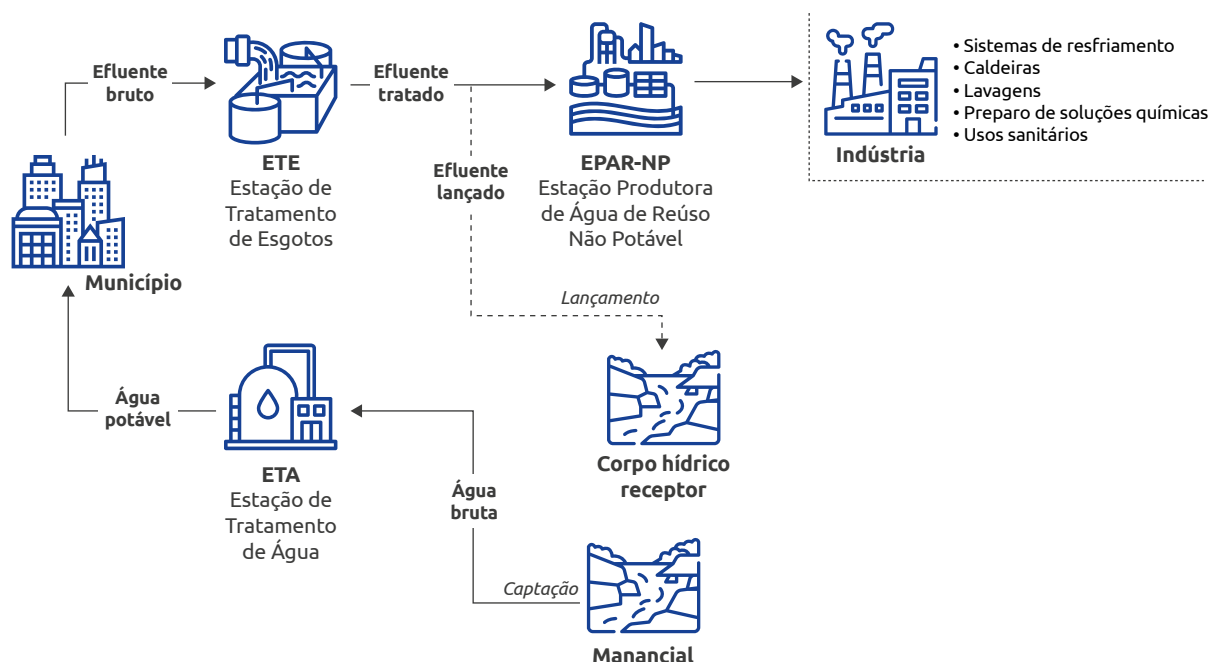 Efluente
bruto
ETE
Estação de
Tratamento
de Esgotos
Efluente
tratado
Efluente
lançado
EPAR-NP
Estação Produtora
de Água de Reúso
Não Potável
Indústria
• Sistemas de resfriamento
• Caldeiras
• Lavagens
• Preparo de soluções químicas
• Usos sanitários
Município
Lançamento
Corpo hídrico
receptor
Água
potável
ETA
Estação de
Tratamento
de Água
Água
bruta
Captação
Manancial